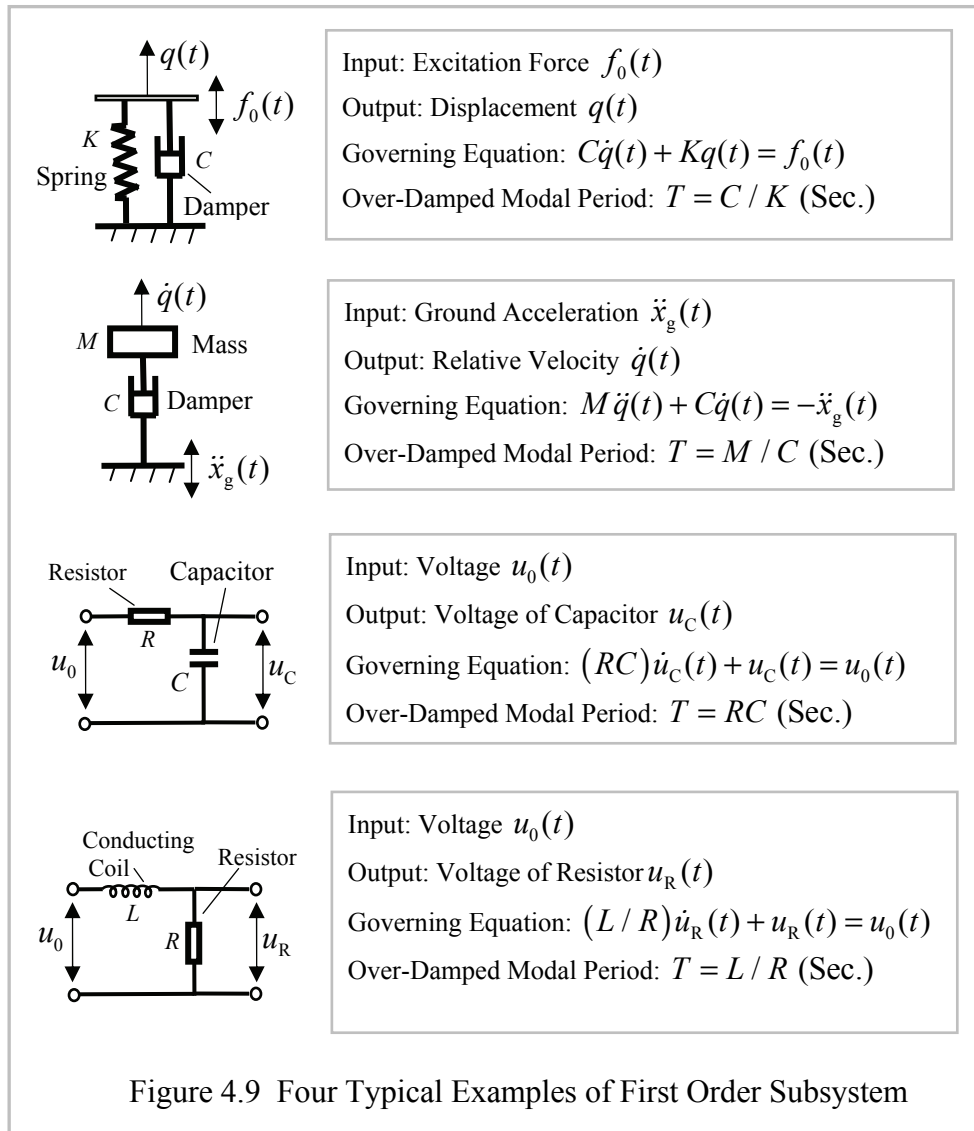 q(t)
f₀(t)
K
C
Spring
Damper
Input: Excitation Force f₀(t)
Output: Displacement q(t)
Governing Equation: Cq̇(t) + Kq(t) = f₀(t)
Over-Damped Modal Period: T = C / K (Sec.)
q̇(t)
M
Mass
C
Damper
ẍg(t)
Input: Ground Acceleration ẍg(t)
Output: Relative Velocity q̇(t)
Governing Equation: Mq̈(t) + Cq̇(t) = −ẍg(t)
Over-Damped Modal Period: T = M / C (Sec.)
Resistor
Capacitor
R
u₀
C
uC
Input: Voltage u₀(t)
Output: Voltage of Capacitor uC(t)
Governing Equation: (RC)u̇C(t) + uC(t) = u₀(t)
Over-Damped Modal Period: T = RC (Sec.)
Conducting
Coil
Resistor
L
u₀
R
uR
Input: Voltage u₀(t)
Output: Voltage of Resistor uR(t)
Governing Equation: (L / R)u̇R(t) + uR(t) = u₀(t)
Over-Damped Modal Period: T = L / R (Sec.)
Figure 4.9 Four Typical Examples of First Order Subsystem